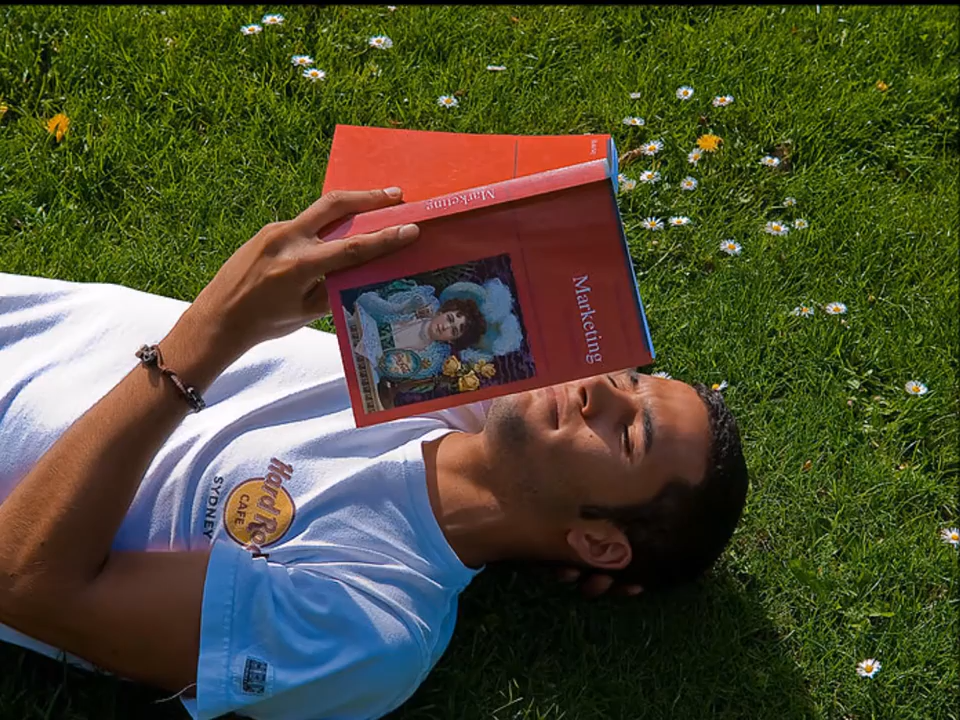 Marketing
Marketing
Hard Rock
CAFE
SYDNEY